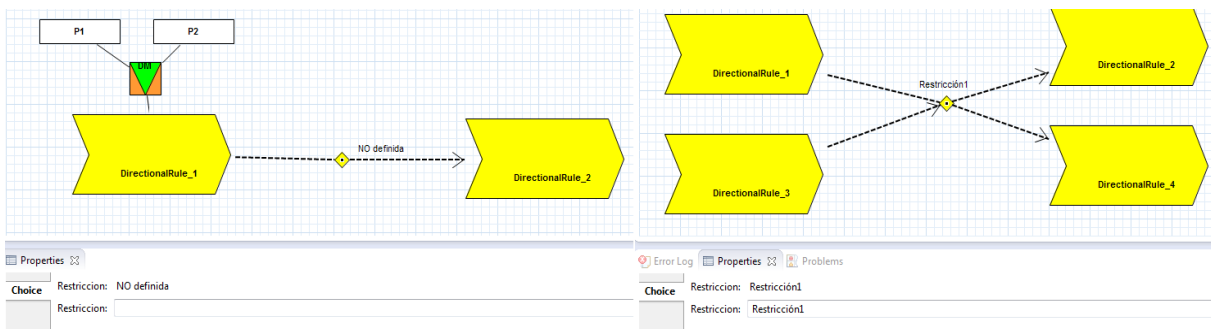 P1
P2
DM
NO definida
DirectionalRule_1
DirectionalRule_2
Properties
Choice
Restriccion: NO definida
Restriccion:
DirectionalRule_1
DirectionalRule_2
Restricción1
DirectionalRule_3
DirectionalRule_4
Error Log
Properties
Problems
Choice
Restriccion: Restricción1
Restriccion: Restricción1